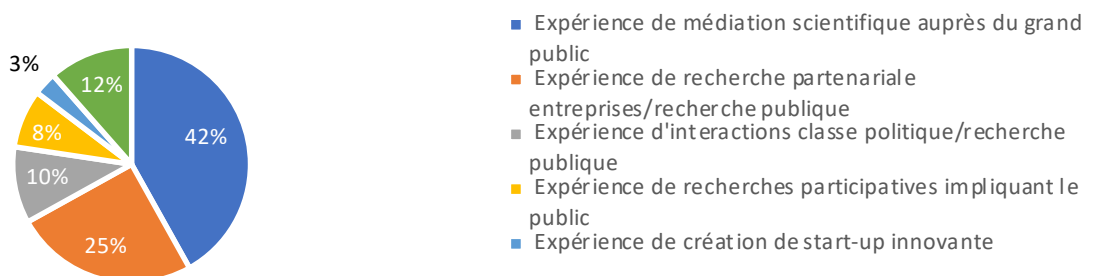 3%
12%
42%
8%
10%
25%
Expérience de médiation scientifique auprès du grand
public
Expérience de recherche partenariale
entreprises/recherche publique
Expérience d'interactions classe politique/recherche
publique
Expérience de recherches participatives impliquant le
public
Expérience de création de start-up innovante